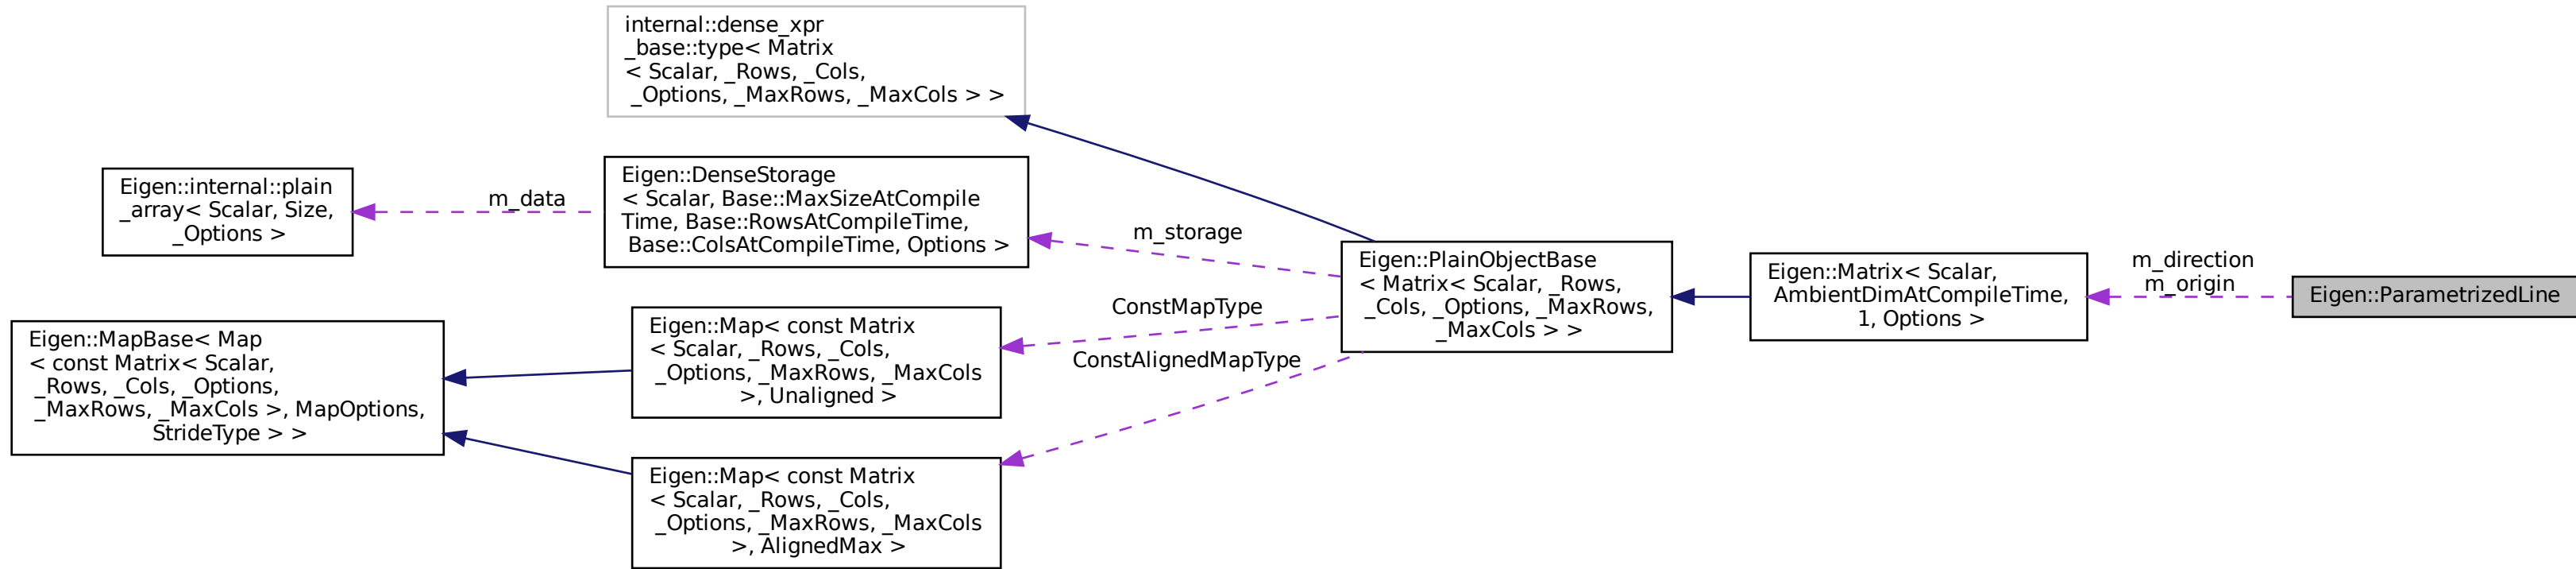 internal::dense_xpr
_base::type< Matrix
< Scalar, _Rows, _Cols,
_Options, _MaxRows, _MaxCols > >
Eigen::internal::plain
_array< Scalar, Size,
_Options >
m_data
Eigen::DenseStorage
< Scalar, Base::MaxSizeAtCompile
Time, Base::RowsAtCompileTime,
Base::ColsAtCompileTime, Options >
m_storage
Eigen::MapBase< Map
< const Matrix< Scalar,
_Rows, _Cols, _Options,
_MaxRows, _MaxCols >, MapOptions,
StrideType > >
Eigen::Map< const Matrix
< Scalar, _Rows, _Cols,
_Options, _MaxRows, _MaxCols
>, Unaligned >
ConstMapType
ConstAlignedMapType
Eigen::Map< const Matrix
< Scalar, _Rows, _Cols,
_Options, _MaxRows, _MaxCols
>, AlignedMax >
Eigen::PlainObjectBase
< Matrix< Scalar, _Rows,
_Cols, _Options, _MaxRows,
_MaxCols > >
Eigen::Matrix< Scalar,
AmbientDimAtCompileTime,
1, Options >
m_direction
m_origin
Eigen::ParametrizedLine